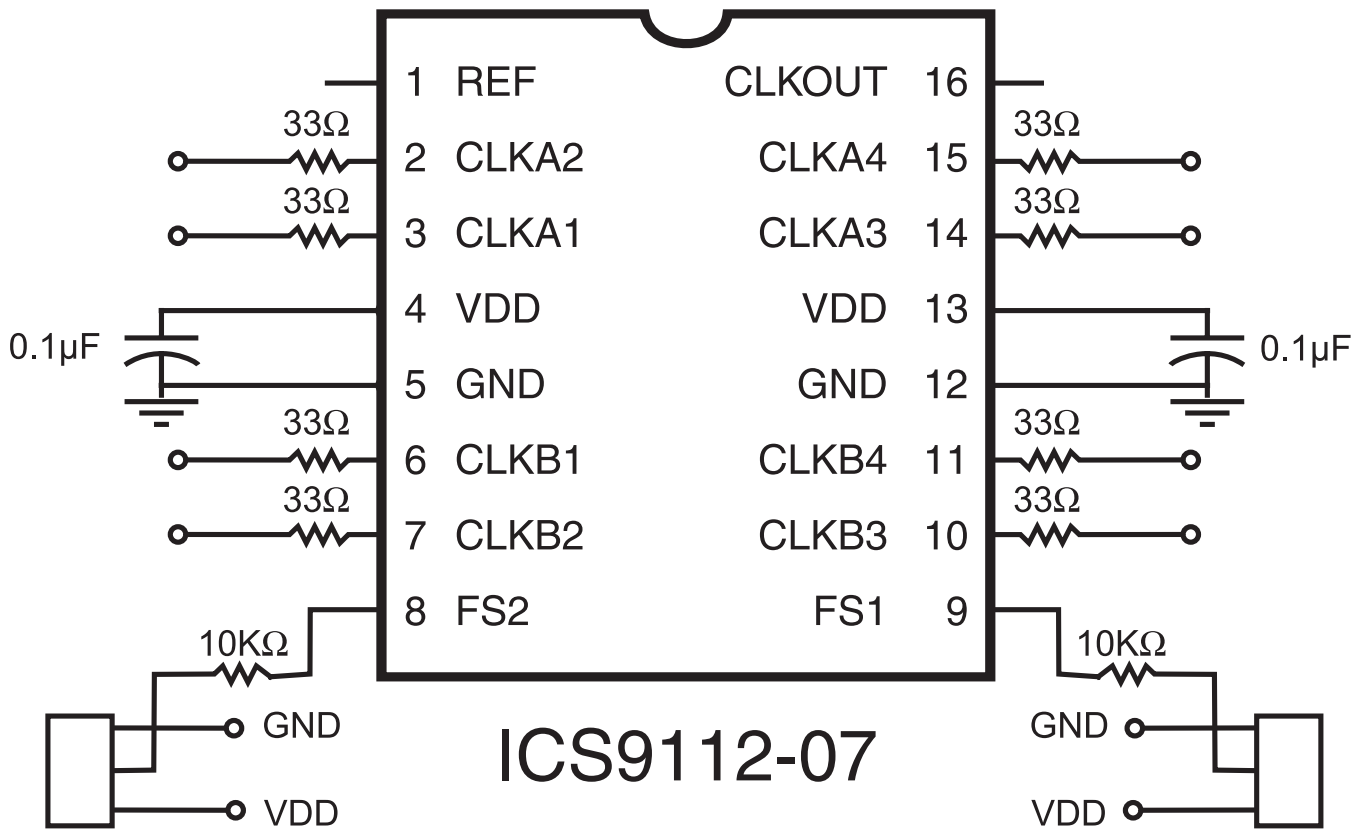 1 REF CLKOUT 16
33Ω 33Ω
2 CLKA2 CLKA4 15
33Ω 33Ω
3 CLKA1 CLKA3 14
4 VDD VDD 13
0.1µF 0.1µF
5 GND GND 12
33Ω 33Ω
6 CLKB1 CLKB4 11
33Ω 33Ω
7 CLKB2 CLKB3 10
8 FS2 FS1 9
10KΩ 10KΩ
GND GND
ICS9112-07
VDD VDD